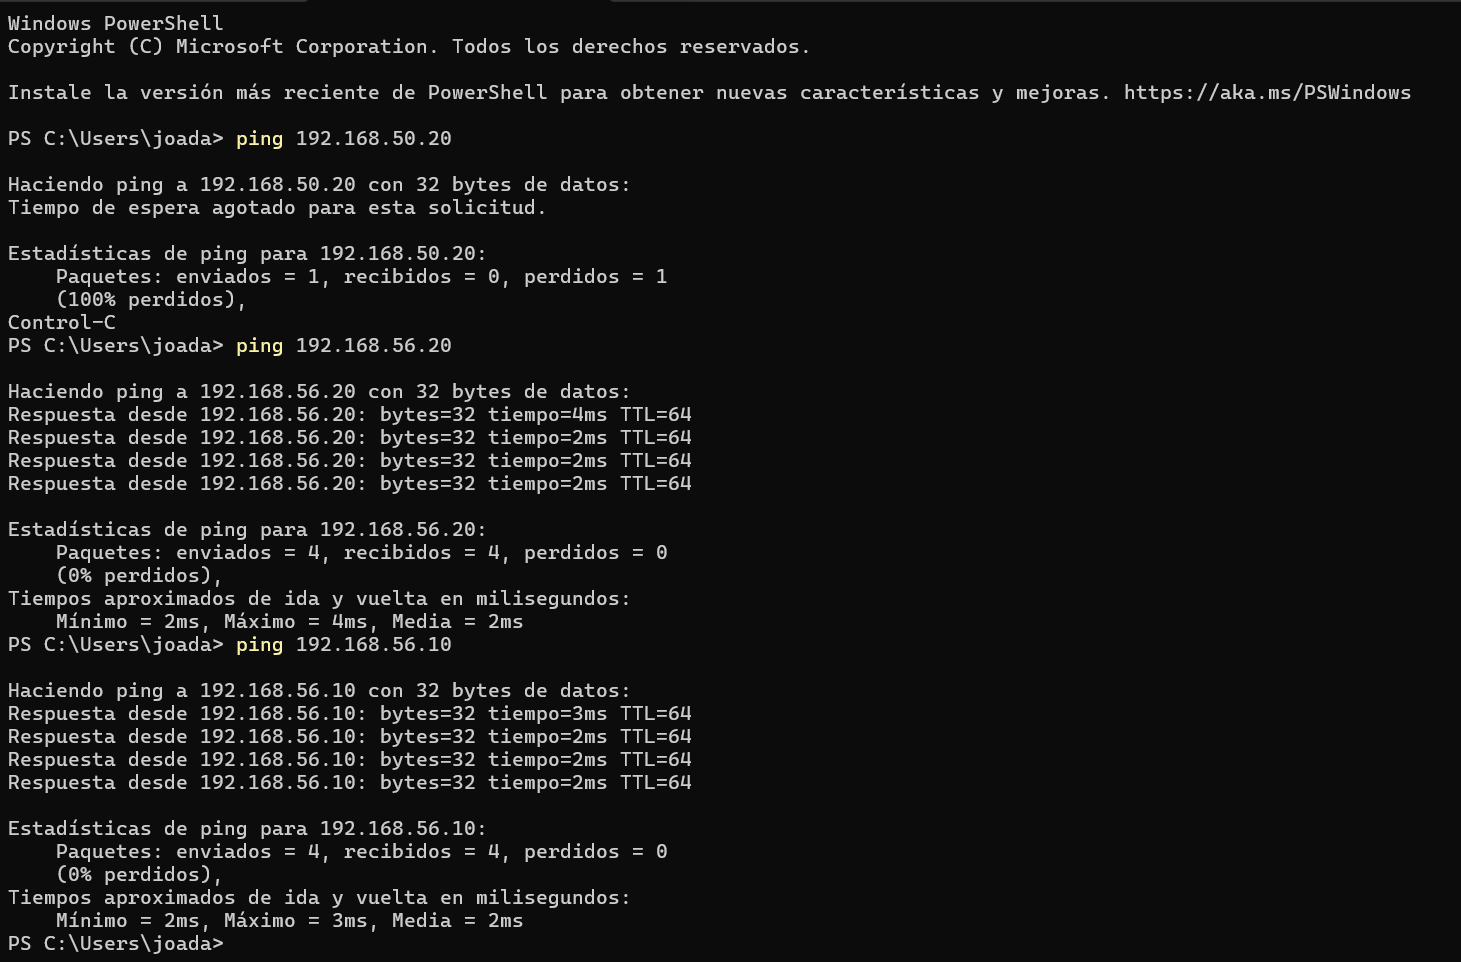 Windows PowerShell
Copyright (C) Microsoft Corporation. Todos los derechos reservados.
Instale la versión más reciente de PowerShell para obtener nuevas características y mejoras. https://aka.ms/PSWindows
PS C:\Users\joada> ping 192.168.50.20
Haciendo ping a 192.168.50.20 con 32 bytes de datos:
Tiempo de espera agotado para esta solicitud.
Estadísticas de ping para 192.168.50.20:
    Paquetes: enviados = 1, recibidos = 0, perdidos = 1
    (100% perdidos),
Control-C
PS C:\Users\joada> ping 192.168.56.20
Haciendo ping a 192.168.56.20 con 32 bytes de datos:
Respuesta desde 192.168.56.20: bytes=32 tiempo=4ms TTL=64
Respuesta desde 192.168.56.20: bytes=32 tiempo=2ms TTL=64
Respuesta desde 192.168.56.20: bytes=32 tiempo=2ms TTL=64
Respuesta desde 192.168.56.20: bytes=32 tiempo=2ms TTL=64
Estadísticas de ping para 192.168.56.20:
    Paquetes: enviados = 4, recibidos = 4, perdidos = 0
    (0% perdidos),
Tiempos aproximados de ida y vuelta en milisegundos:
    Mínimo = 2ms, Máximo = 4ms, Media = 2ms
PS C:\Users\joada> ping 192.168.56.10
Haciendo ping a 192.168.56.10 con 32 bytes de datos:
Respuesta desde 192.168.56.10: bytes=32 tiempo=3ms TTL=64
Respuesta desde 192.168.56.10: bytes=32 tiempo=2ms TTL=64
Respuesta desde 192.168.56.10: bytes=32 tiempo=2ms TTL=64
Respuesta desde 192.168.56.10: bytes=32 tiempo=2ms TTL=64
Estadísticas de ping para 192.168.56.10:
    Paquetes: enviados = 4, recibidos = 4, perdidos = 0
    (0% perdidos),
Tiempos aproximados de ida y vuelta en milisegundos:
    Mínimo = 2ms, Máximo = 3ms, Media = 2ms
PS C:\Users\joada>